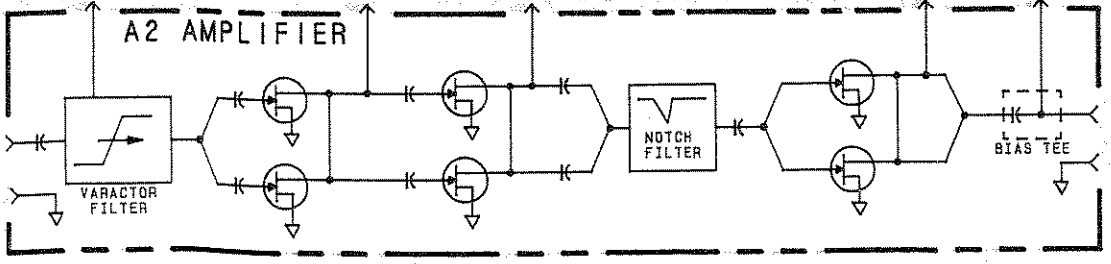 A2 AMPLIFIER
VARACTOR
FILTER
NOTCH
FILTER
BIAS TEE